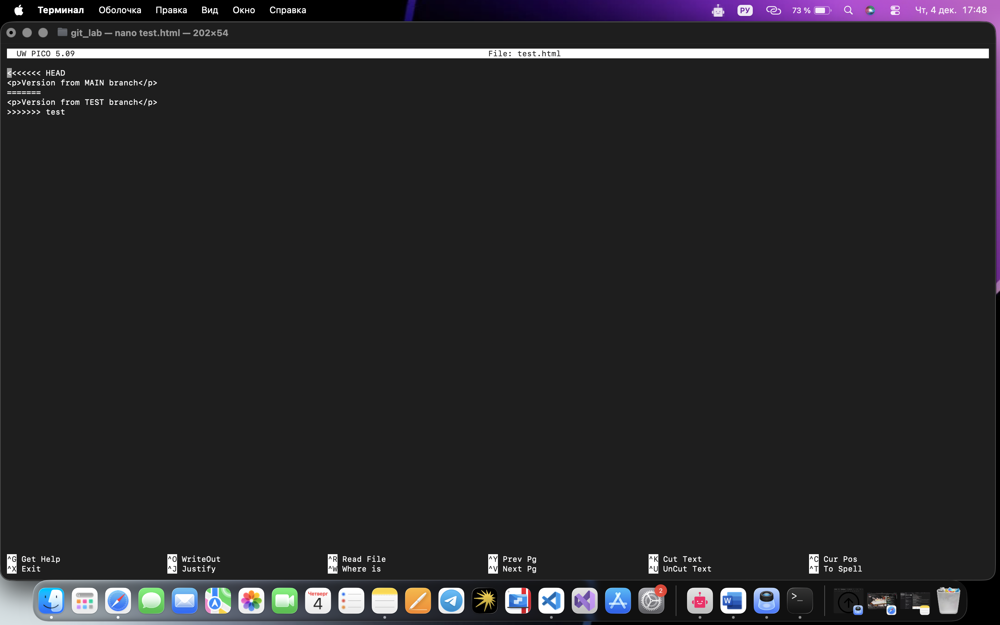 Терминал Оболочка Правка Вид Окно Справка РУ 73 % Чт, 4 дек. 17:48
git_lab — nano test.html — 202×54
UW PICO 5.09 File: test.html
<<<<<<< HEAD
<p>Version from MAIN branch</p>
=======
<p>Version from TEST branch</p>
>>>>>>> test
^G Get Help ^O WriteOut ^R Read File ^Y Prev Pg ^K Cut Text ^C Cur Pos
^X Exit ^J Justify ^W Where is ^V Next Pg ^U UnCut Text ^T To Spell
Четверг
4
2
W
>_